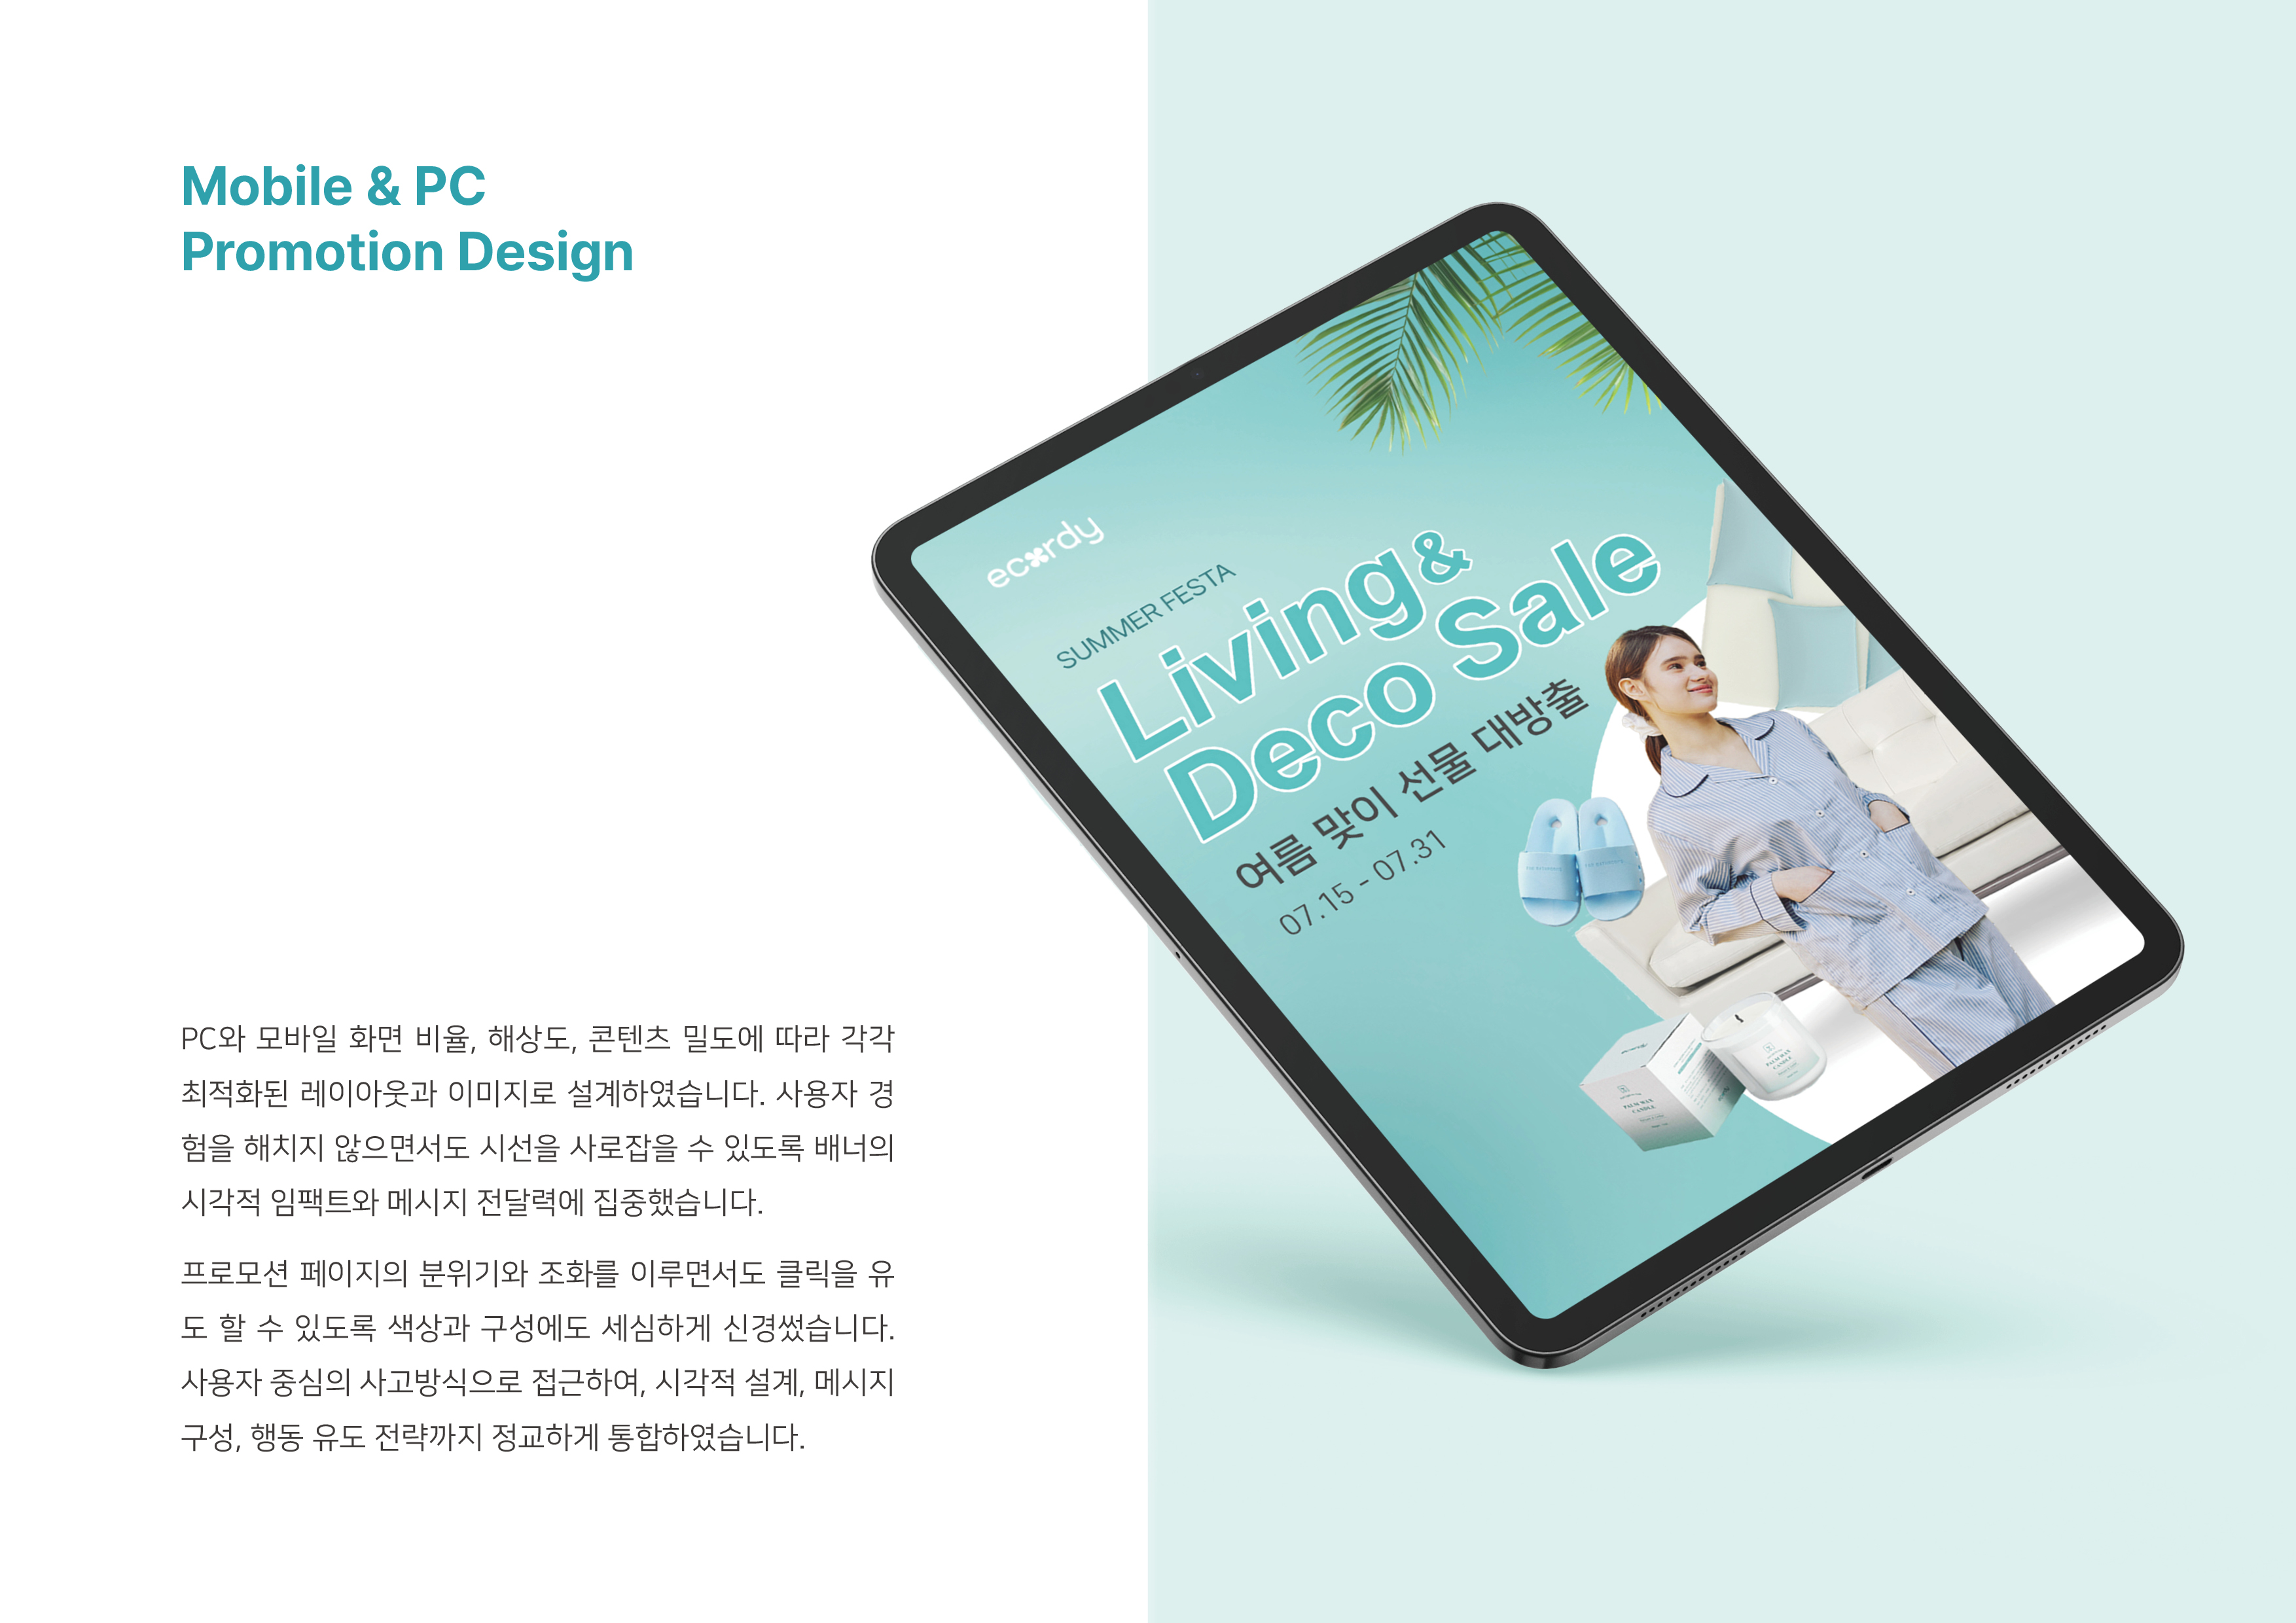 Mobile & PC
Promotion Design
PC와 모바일 화면 비율, 해상도, 콘텐츠 밀도에 따라 각각
최적화된 레이아웃과 이미지로 설계하였습니다. 사용자 경
험을 해치지 않으면서도 시선을 사로잡을 수 있도록 배너의
시각적 임팩트와 메시지 전달력에 집중했습니다.
프로모션 페이지의 분위기와 조화를 이루면서도 클릭을 유
도 할 수 있도록 색상과 구성에도 세심하게 신경썼습니다.
사용자 중심의 사고방식으로 접근하여, 시각적 설계, 메시지
구성, 행동 유도 전략까지 정교하게 통합하였습니다.
ecordy
SUMMER FESTA
Living &
Deco Sale
여름 맞이 선물 대방출
07.15 - 07.31
PALM WAX
CANDLE
PALM WAX
CANDLE